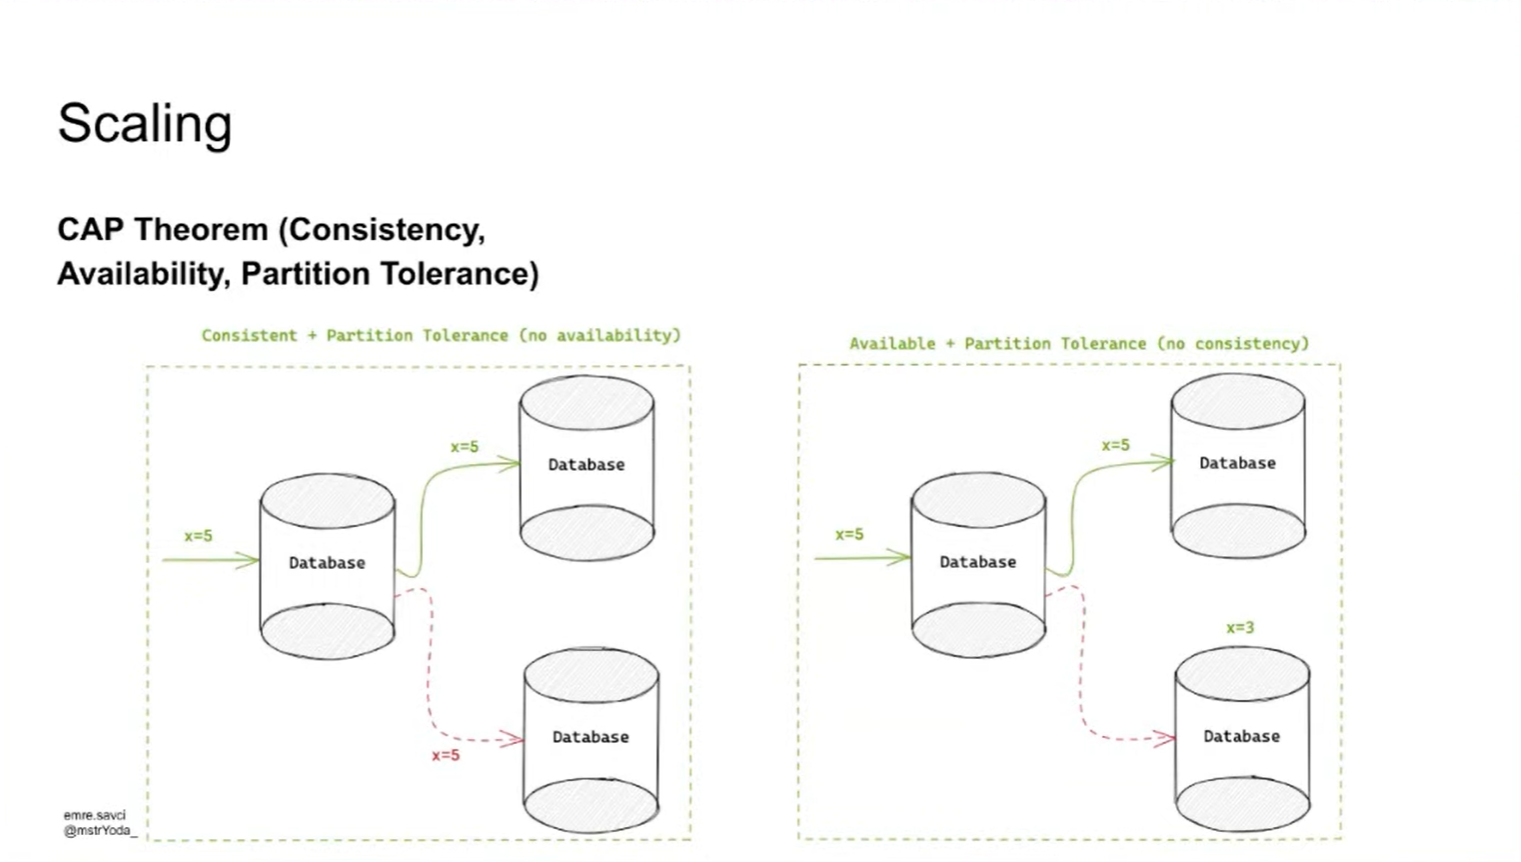 Scaling
CAP Theorem (Consistency,
Availability, Partition Tolerance)
Consistent + Partition Tolerance (no availability)
x=5
Database
x=5
Database
x=5
Database
Available + Partition Tolerance (no consistency)
x=5
Database
x=5
Database
x=3
Database
emre.savci
@mstrYoda_